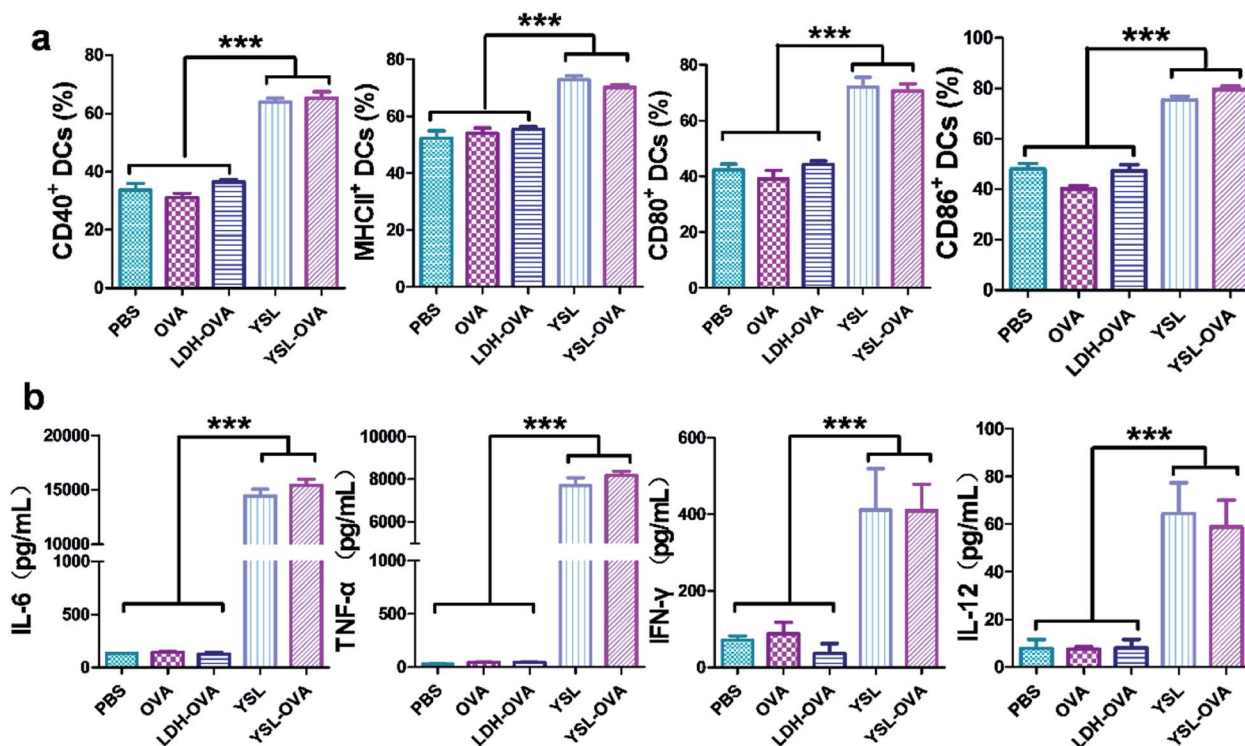 a
***
CD40+ DCs (%)
80
60
40
20
0
PBS
OVA
LDH-OVA
YSL
YSL-OVA
***
MHCII+ DCs (%)
80
60
40
20
0
PBS
OVA
LDH-OVA
YSL
YSL-OVA
***
CD80+ DCs (%)
80
60
40
20
0
PBS
OVA
LDH-OVA
YSL
YSL-OVA
***
CD86+ DCs (%)
100
80
60
40
20
0
PBS
OVA
LDH-OVA
YSL
YSL-OVA
b
***
IL-6 (pg/mL)
20000
15000
10000
1000
500
0
PBS
OVA
LDH-OVA
YSL
YSL-OVA
***
TNF-α (pg/mL)
10000
8000
6000
1000
500
0
PBS
OVA
LDH-OVA
YSL
YSL-OVA
***
IFN-γ (pg/mL)
600
400
200
0
PBS
OVA
LDH-OVA
YSL
YSL-OVA
***
IL-12 (pg/mL)
80
60
40
20
0
PBS
OVA
LDH-OVA
YSL
YSL-OVA